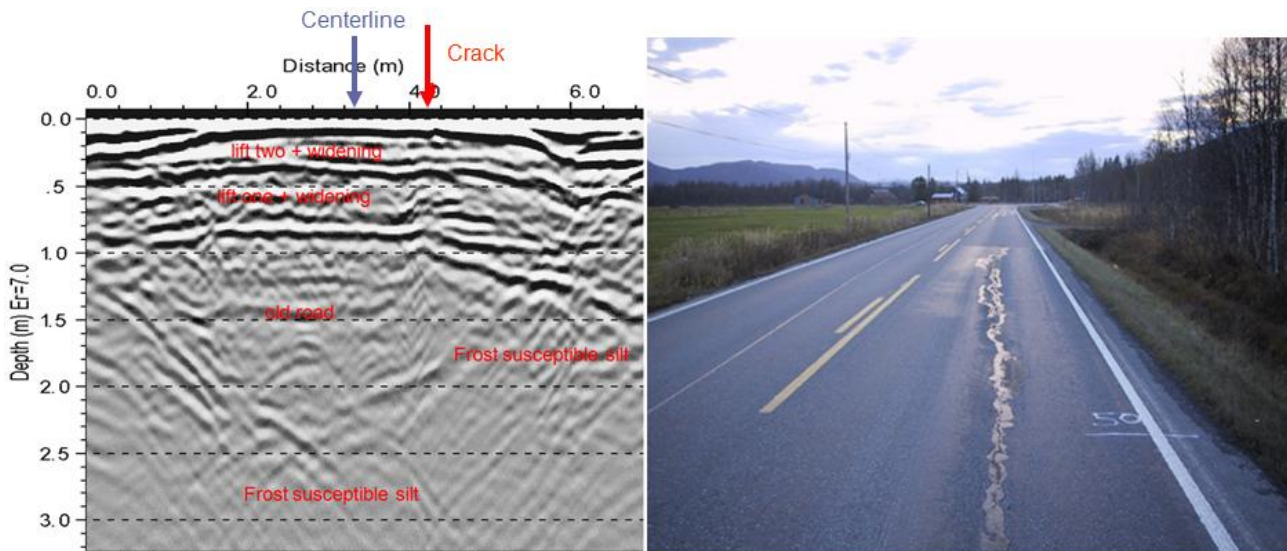 Centerline
Crack
Distance (m)
0.0 2.0 4.0 6.0
0.0
lift two + widening
.5
lift one + widening
1.0
old road
1.5
Frost susceptible silt
2.0
2.5
Frost susceptible silt
3.0
Depth (m) Er=7.0
50